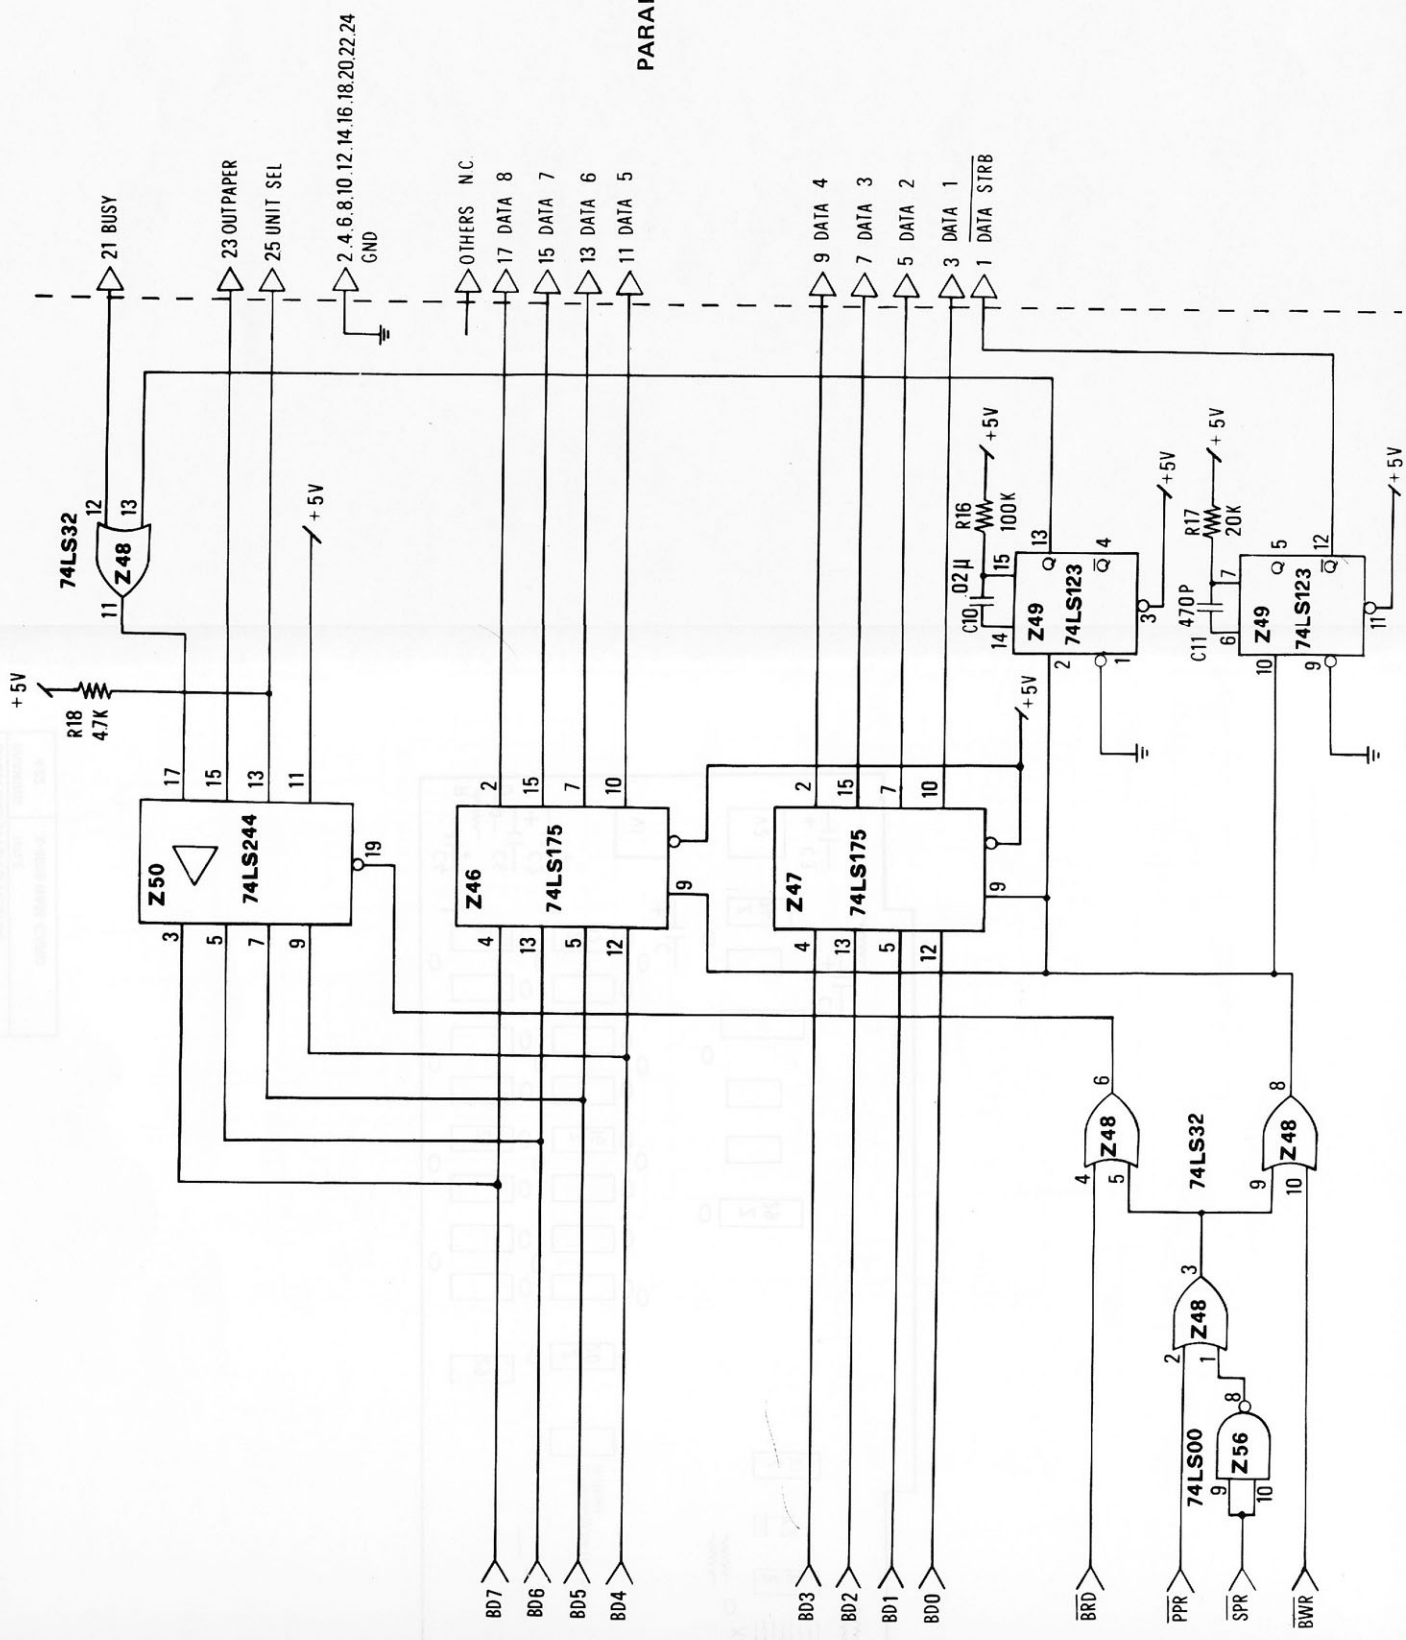 PARAL
21 BUSY
23 OUTPAPER
25 UNIT SEL
2.4.6.8.10.12.14.16.18.20.22.24
GND
OTHERS N.C.
17 DATA 8
15 DATA 7
13 DATA 6
11 DATA 5
9 DATA 4
7 DATA 3
5 DATA 2
3 DATA 1
1 DATA STRB
74LS32
12
13
Z48
11
+5V
R18
4.7K
+5V
17
15
13
11
Z50
74LS244
19
3
5
7
9
2
15
7
10
Z46
74LS175
9
4
13
5
12
2
15
7
10
Z47
74LS175
9
4
13
5
12
+5V
R16
100K
+5V
C10
.02µ
14
15
13
Q
Q
4
Z49
74LS123
2
1
3
+5V
R17
20K
+5V
C11
470P
6
7
Q
5
Q
12
Z49
74LS123
10
9
11
+5V
6
Z48
4
5
74LS32
8
Z48
9
10
3
Z48
2
1
8
74LS00
Z56
9
10
BD7
BD6
BD5
BD4
BD3
BD2
BD1
BD0
BRD
PPR
SPR
BWR